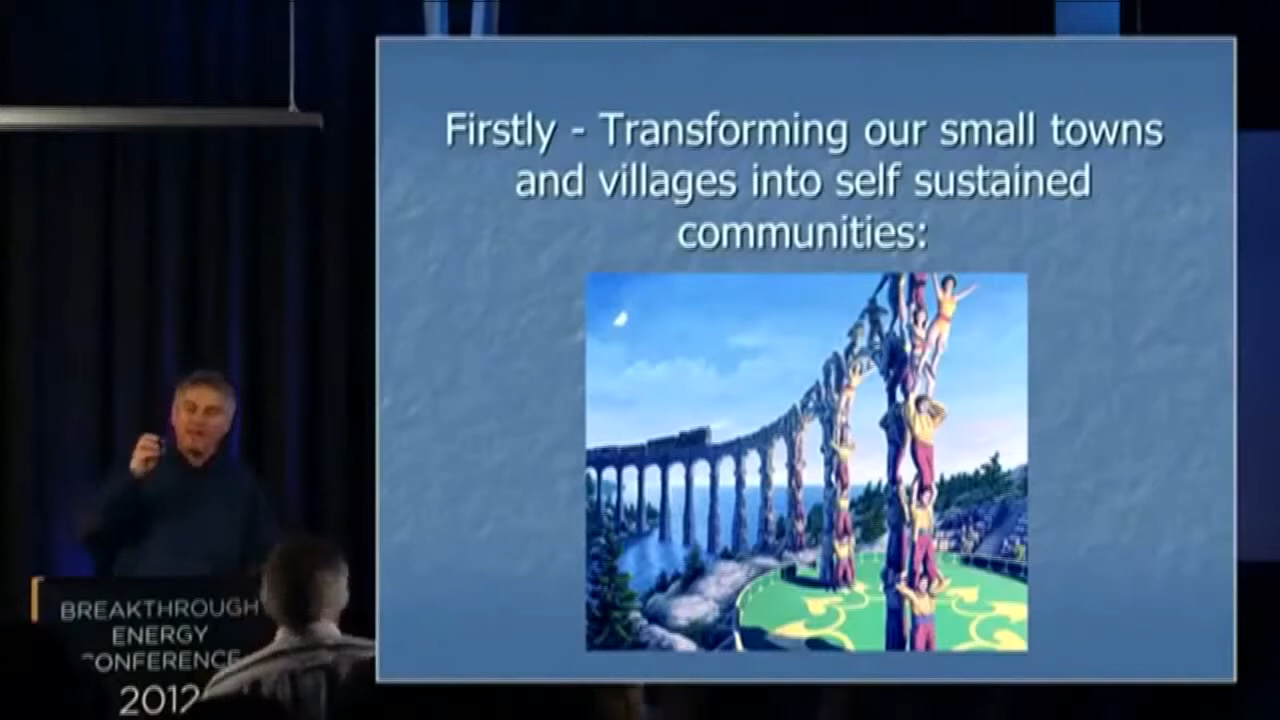 Firstly - Transforming our small towns
and villages into self sustained
communities:
BREAKTHROUGH
ENERGY
CONFERENCE
2012